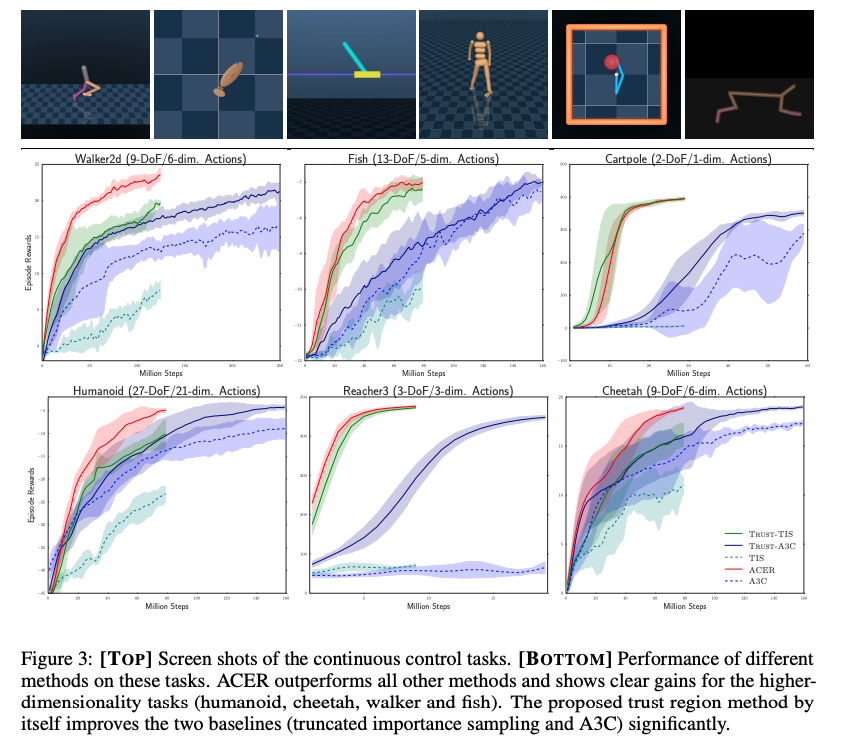 Walker2d (9-DoF/6-dim. Actions)
Fish (13-DoF/5-dim. Actions)
Cartpole (2-DoF/1-dim. Actions)
Episode Rewards
Million Steps
Million Steps
Million Steps
Humanoid (27-DoF/21-dim. Actions)
Reacher3 (3-DoF/3-dim. Actions)
Cheetah (9-DoF/6-dim. Actions)
Episode Rewards
Trust-TIS
Trust-A3C
TIS
ACER
A3C
Million Steps
Million Steps
Million Steps
Figure 3: [Top] Screen shots of the continuous control tasks. [Bottom] Performance of different
methods on these tasks. ACER outperforms all other methods and shows clear gains for the higher-
dimensionality tasks (humanoid, cheetah, walker and fish). The proposed trust region method by
itself improves the two baselines (truncated importance sampling and A3C) significantly.